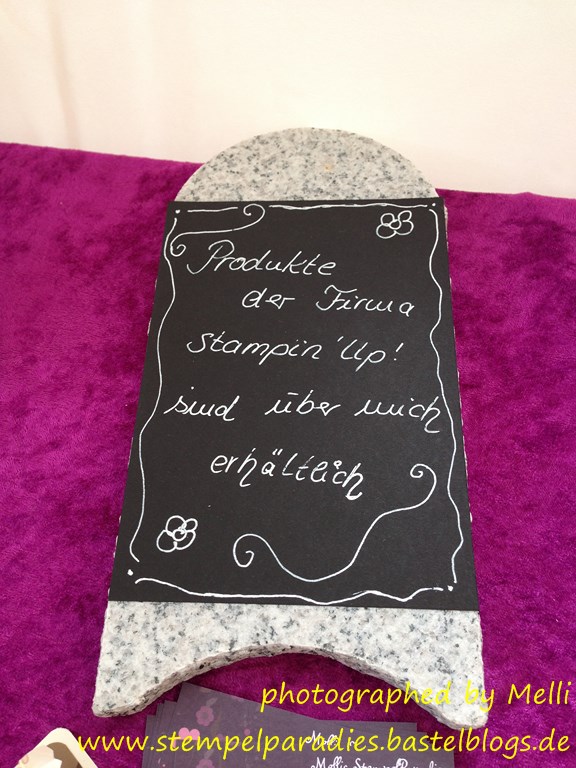 Produkte
der Firma
Stampin'Up!
sind über mich
erhältlich
photographed by Melli
www.stempelparadies.bastelblogs.de